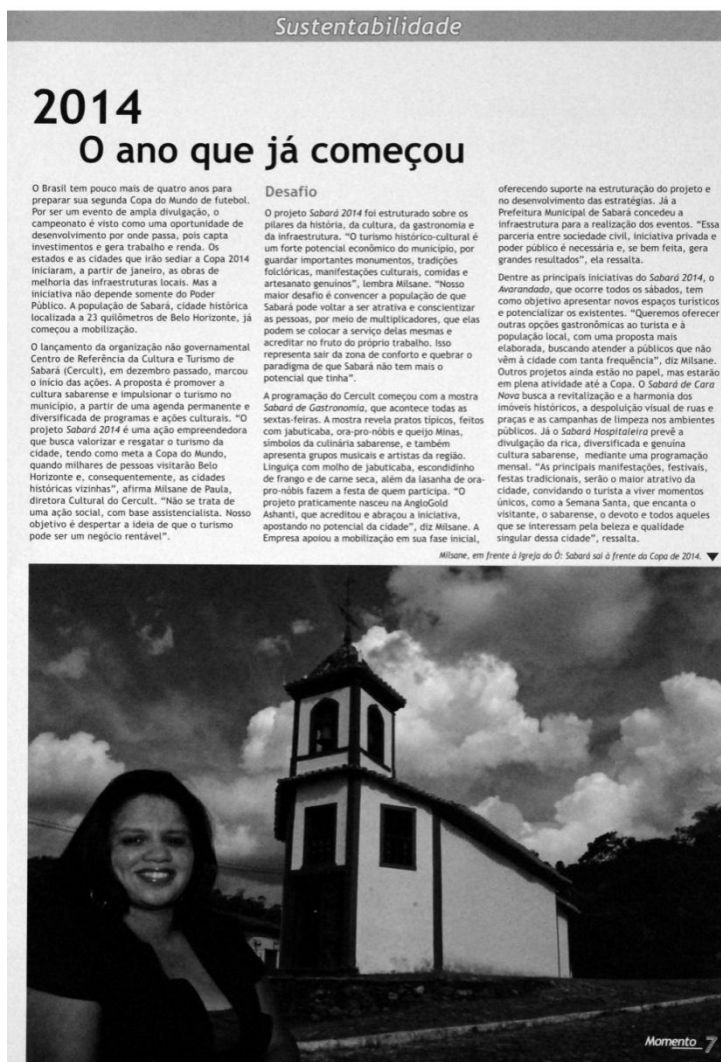 Sustentabilidade
2014
O ano que já começou
O Brasil tem pouco mais de quatro anos para
preparar sua segunda Copa do Mundo de futebol.
Por ser um evento de ampla divulgação, o
campeonato é visto como uma oportunidade de
desenvolvimento por onde passa, pois capta
investimentos e gera trabalho e renda. Os
estados e as cidades que irão sediar a Copa 2014
iniciaram, a partir de janeiro, as obras de
melhoria das infraestruturas locais. Mas a
iniciativa não depende somente do Poder
Público. A população de Sabará, cidade histórica
localizada a 23 quilômetros de Belo Horizonte, já
começou a mobilização.
O lançamento da organização não governamental
Centro de Referência da Cultura e Turismo de
Sabará (Cercult), em dezembro passado, marcou
o início das ações. A proposta é promover a
cultura sabarense e impulsionar o turismo no
município, a partir de uma agenda permanente e
diversificada de programas e ações culturais. “O
projeto Sabará 2014 é uma ação empreendedora
que busca valorizar e resgatar o turismo da
cidade, tendo como meta a Copa do Mundo,
quando milhares de pessoas visitarão Belo
Horizonte e, consequentemente, as cidades
históricas vizinhas”, afirma Milsane de Paula,
diretora Cultural do Cercult. “Não se trata de
uma ação social, com base assistencialista. Nosso
objetivo é despertar a ideia de que o turismo
pode ser um negócio rentável”.
Desafio
O projeto Sabará 2014 foi estruturado sobre os
pilares da história, da cultura, da gastronomia e
da infraestrutura. “O turismo histórico-cultural é
um forte potencial econômico do município, por
guardar importantes monumentos, tradições
folclóricas, manifestações culturais, comidas e
artesanato genuínos”, lembra Milsane. “Nosso
maior desafio é convencer a população de que
Sabará pode voltar a ser atrativa e conscientizar
as pessoas, por meio de multiplicadores, que elas
podem se colocar a serviço delas mesmas e
acreditar no fruto do próprio trabalho. Isso
representa sair da zona de conforto e quebrar o
paradigma de que Sabará não tem mais o
potencial que tinha”.
A programação do Cercult começou com a mostra
Sabará de Gastronomia, que acontece todas as
sextas-feiras. A mostra revela pratos típicos, feitos
com jabuticaba, ora-pro-nóbis e queijo Minas,
símbolos da culinária sabarense, e também
apresenta grupos musicais e artistas da região.
Linguiça com molho de jabuticaba, escondidinho
de frango e de carne seca, além da lasanha de ora-
pro-nóbis fazem a festa de quem participa. “O
projeto praticamente nasceu na AngloGold
Ashanti, que acreditou e abraçou a iniciativa,
apostando no potencial da cidade”, diz Milsane. A
Empresa apoiou a mobilização em sua fase inicial,
oferecendo suporte na estruturação do projeto e
no desenvolvimento das estratégias. Já a
Prefeitura Municipal de Sabará concedeu a
infraestrutura para a realização dos eventos. “Essa
parceria entre sociedade civil, iniciativa privada e
poder público é necessária e, se bem feita, gera
grandes resultados”, ela ressalta.
Dentre as principais iniciativas do Sabará 2014, o
Avarandado, que ocorre todos os sábados, tem
como objetivo apresentar novos espaços turísticos
e potencializar os existentes. “Queremos oferecer
outras opções gastronômicas ao turista e à
população local, com uma proposta mais
elaborada, buscando atender a públicos que não
vêm à cidade com tanta frequência”, diz Milsane.
Outros projetos ainda estão no papel, mas estarão
em plena atividade até a Copa. O Sabará de Cara
Nova busca a revitalização e a harmonia dos
imóveis históricos, a despoluição visual de ruas e
praças e as campanhas de limpeza nos ambientes
públicos. Já o Sabará Hospitaleira prevê a
divulgação da rica, diversificada e genuína
cultura sabarense, mediante uma programação
mensal. “As principais manifestações, festivais,
festas tradicionais, serão o maior atrativo da
cidade, convidando o turista a viver momentos
únicos, como a Semana Santa, que encanta o
visitante, o sabarense, o devoto e todos aqueles
que se interessam pela beleza e qualidade
singular dessa cidade”, ressalta.
Milsane, em frente à Igreja do Ó: Sabará sai à frente da Copa de 2014.
Momento 7